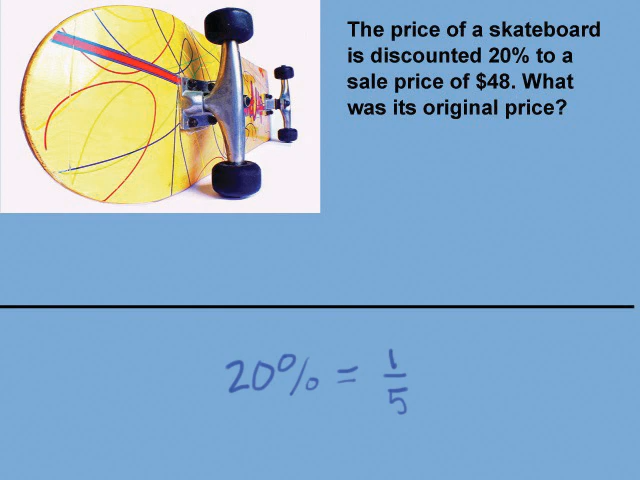 The price of a skateboard
is discounted 20% to a
sale price of $48. What
was its original price?
20% = 1/5